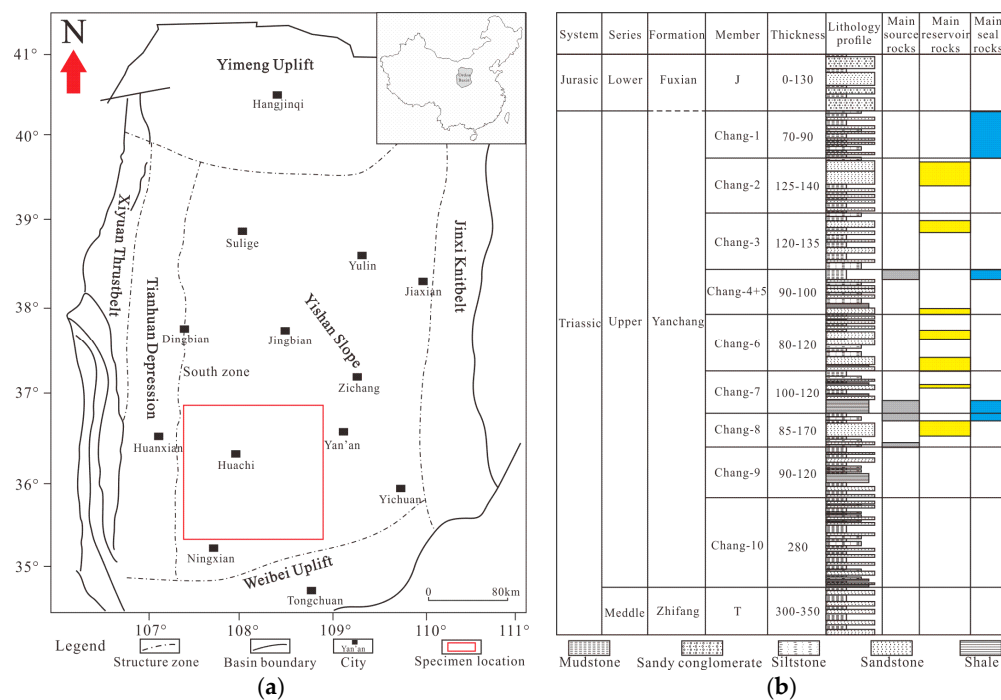 N
41°
40°
39°
38°
37°
36°
35°
Yimeng Uplift
Hangjinqi
Ordos
Basin
Xiyuan Thrustbelt
Tianhuan Depression
Jinxi Knitbelt
Yishan Slope
Sulige
Yulin
Jiaxian
Dingbian
Jingbian
South zone
Zichang
Huanxian
Huachi
Yan'an
Yichuan
Ningxian
Weibei Uplift
Tongchuan
0 80km
107° 108° 109° 110° 111°
Legend
Yan'an
Structure zone Basin boundary City Specimen location
(a)
System Series Formation Member Thickness Lithology profile Main source rocks Main reservoir rocks Main seal rocks
Jurasic Lower Fuxian J 0-130
Chang-1 70-90
Chang-2 125-140
Chang-3 120-135
Chang-4+5 90-100
Triassic Upper Yanchang
Chang-6 80-120
Chang-7 100-120
Chang-8 85-170
Chang-9 90-120
Chang-10 280
Meddle Zhifang T 300-350
Mudstone Sandy conglomerate Siltstone Sandstone Shale
(b)